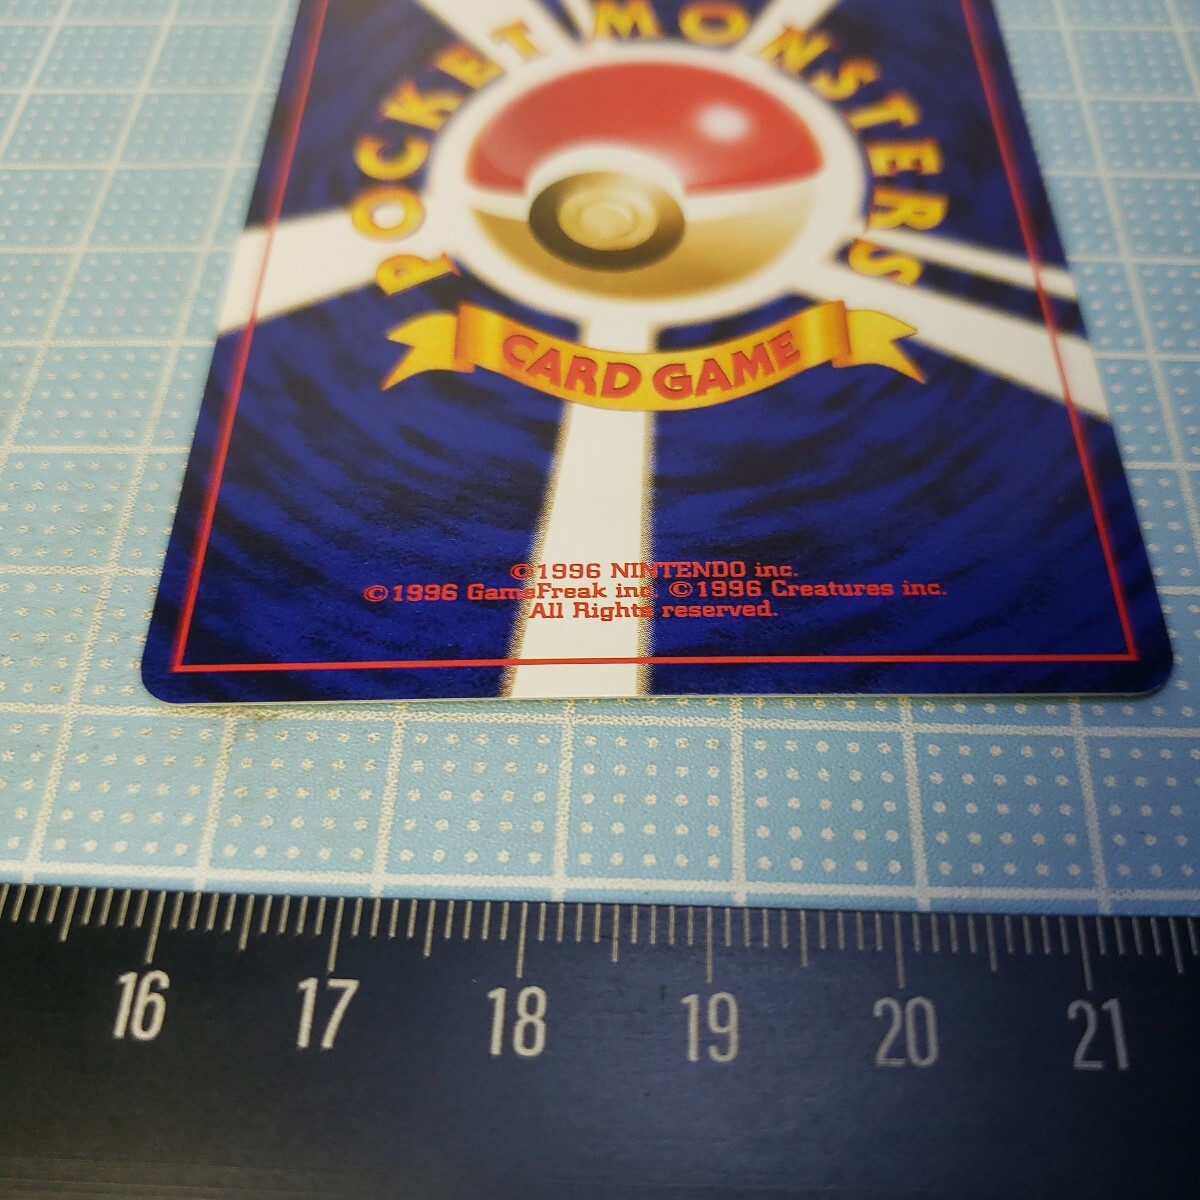 POCKET MONSTERS
CARD GAME
©1996 NINTENDO inc.
©1996 GameFreak inc. ©1996 Creatures inc.
All Rights reserved.
16 17 18 19 20 21